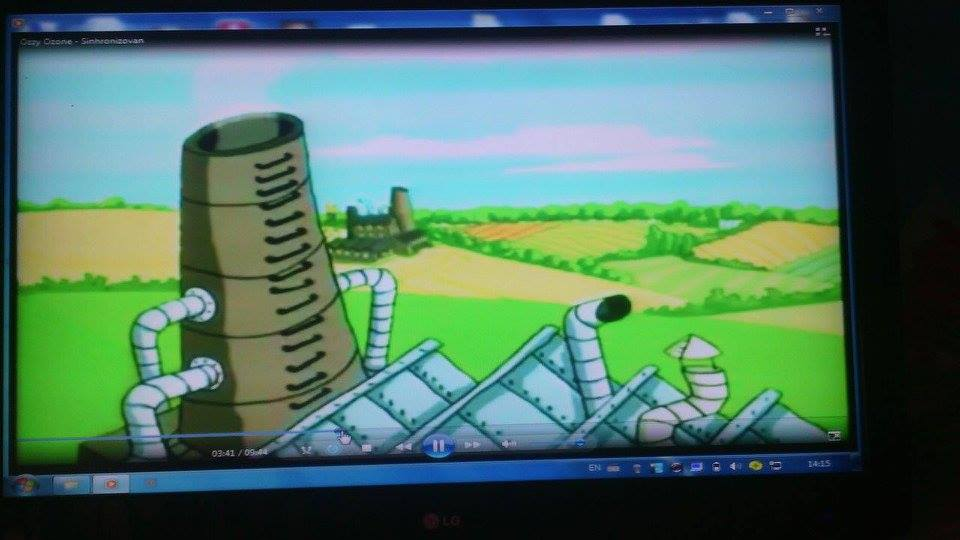 Ozzy Ozone - Sinhronizovan
03:41 / 09:44
EN
14:15
LG